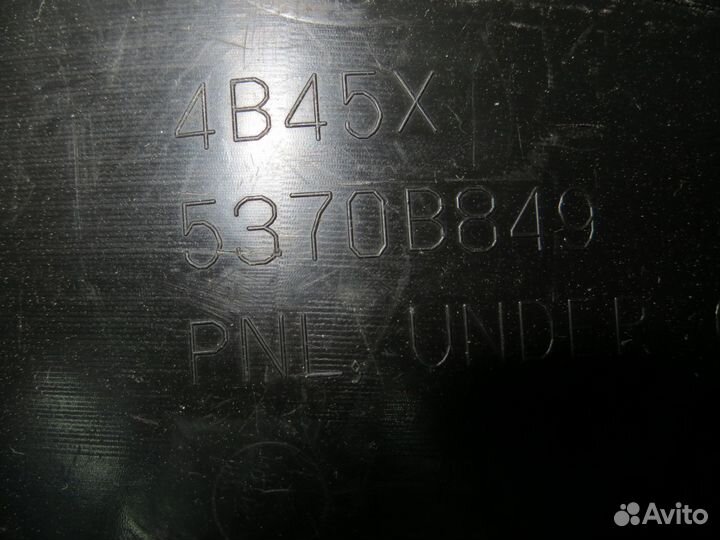 4B45X
5370B849
PNL, UNDER
Avito